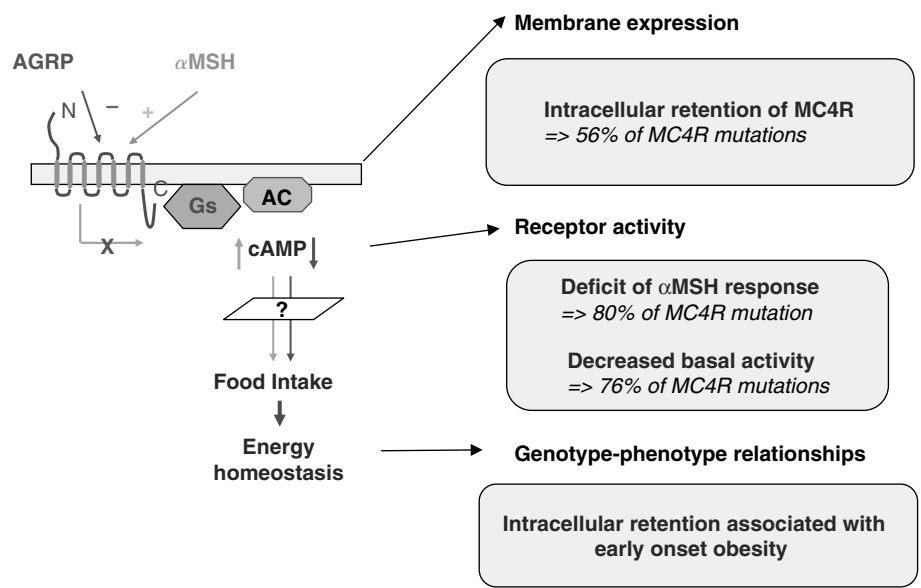 Membrane expression
AGRP
αMSH
N
–
+
Intracellular retention of MC4R
=> 56% of MC4R mutations
C
Gs
AC
X
Receptor activity
cAMP
Deficit of αMSH response
=> 80% of MC4R mutation
?
Decreased basal activity
=> 76% of MC4R mutations
Food Intake
Energy
homeostasis
Genotype-phenotype relationships
Intracellular retention associated with
early onset obesity